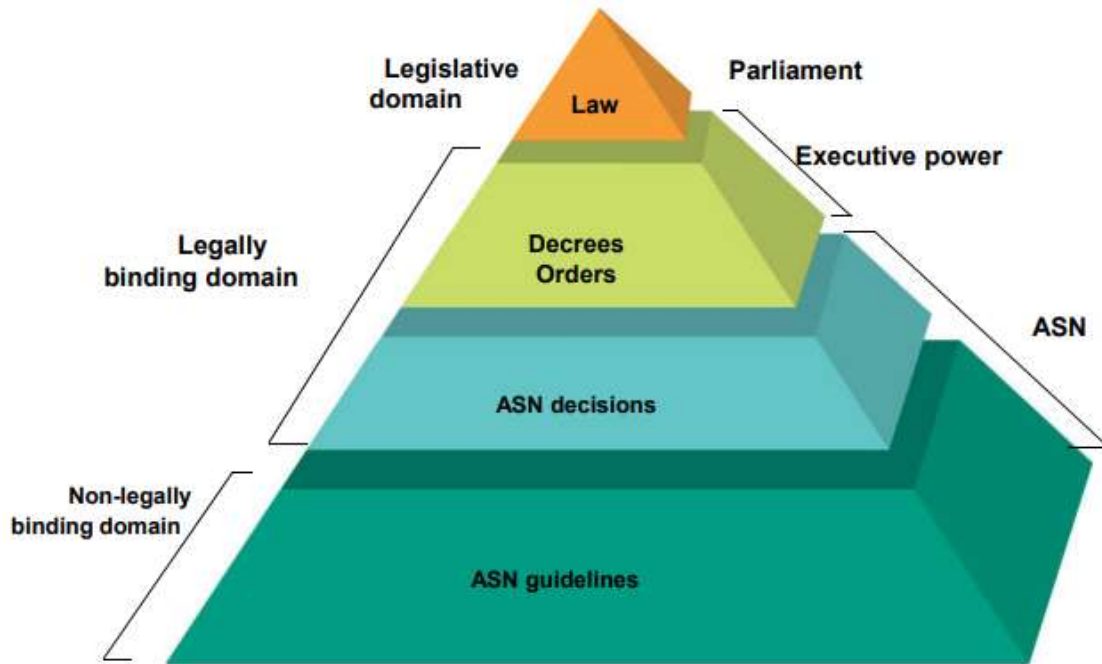 Legislative
domain
Parliament
Law
Executive power
Legally
binding domain
Decrees
Orders
ASN
ASN decisions
Non-legally
binding domain
ASN guidelines